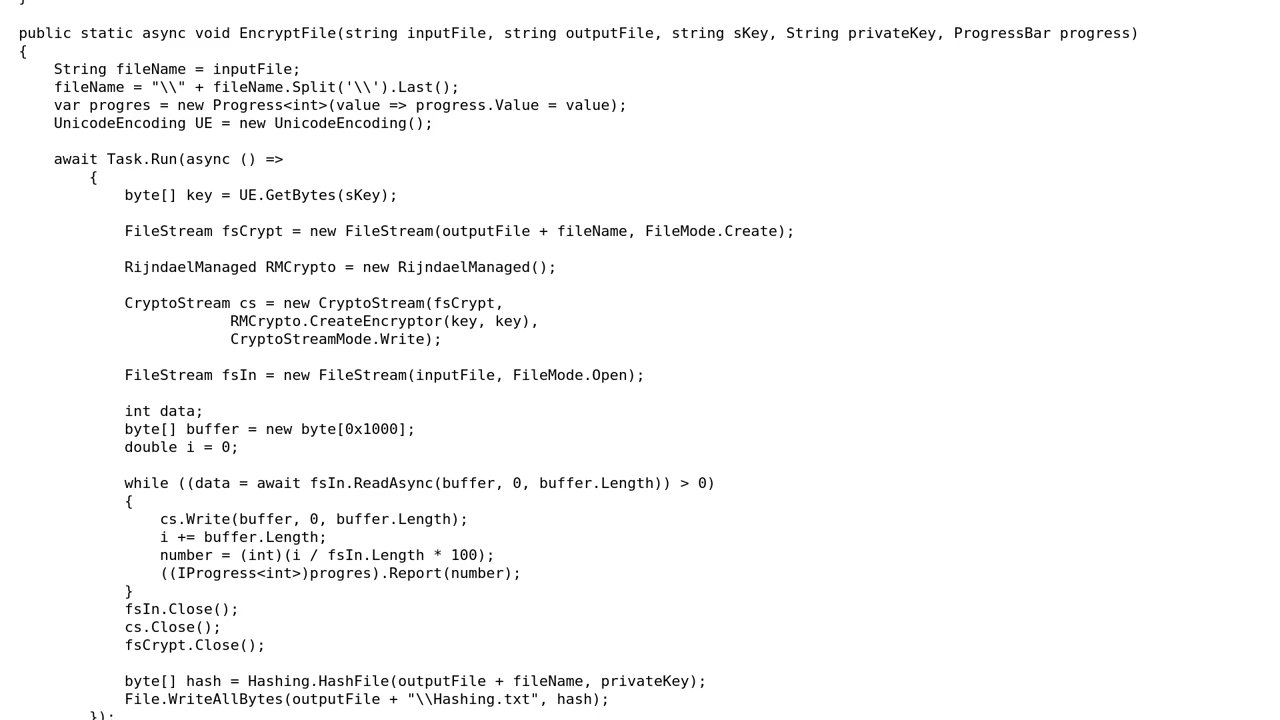 }
public static async void EncryptFile(string inputFile, string outputFile, string sKey, String privateKey, ProgressBar progress)
{
    String fileName = inputFile;
    fileName = "\\" + fileName.Split('\\').Last();
    var progres = new Progress<int>(value => progress.Value = value);
    UnicodeEncoding UE = new UnicodeEncoding();
    await Task.Run(async () =>
        {
            byte[] key = UE.GetBytes(sKey);
            FileStream fsCrypt = new FileStream(outputFile + fileName, FileMode.Create);
            RijndaelManaged RMCrypto = new RijndaelManaged();
            CryptoStream cs = new CryptoStream(fsCrypt,
                        RMCrypto.CreateEncryptor(key, key),
                        CryptoStreamMode.Write);
            FileStream fsIn = new FileStream(inputFile, FileMode.Open);
            int data;
            byte[] buffer = new byte[0x1000];
            double i = 0;
            while ((data = await fsIn.ReadAsync(buffer, 0, buffer.Length)) > 0)
            {
                cs.Write(buffer, 0, buffer.Length);
                i += buffer.Length;
                number = (int)(i / fsIn.Length * 100);
                ((IProgress<int>)progres).Report(number);
            }
            fsIn.Close();
            cs.Close();
            fsCrypt.Close();
            byte[] hash = Hashing.HashFile(outputFile + fileName, privateKey);
            File.WriteAllBytes(outputFile + "\\Hashing.txt", hash);
        });